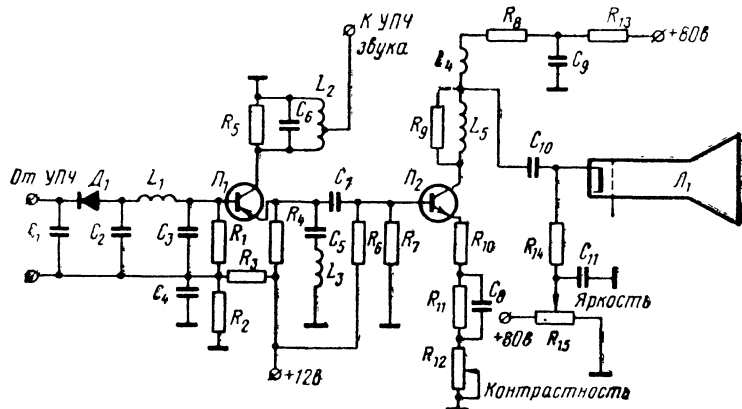 К УПЧ
звука
R8
R13
+80в
L4
C9
R5
C6
L2
R9
L5
C10
Л1
От УПЧ
Д1
L1
П1
C7
П2
C1
C2
C3
R1
R3
R4
C5
R6
R7
R10
R14
C11
L3
C4
R2
R11
C8
Яркость
+80в
R15
+12в
R12
Контрастность